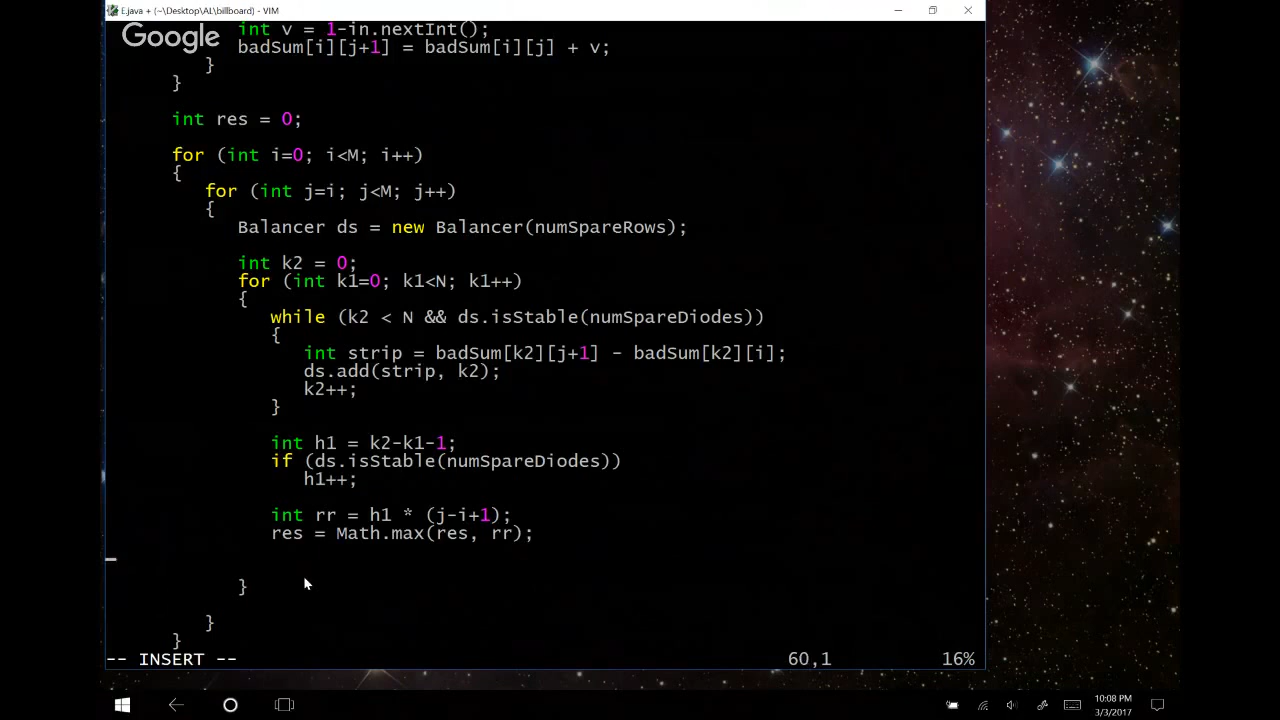 E.java + (~\Desktop\AL\billboard) - VIM
Google
int v = 1-in.nextInt();
badSum[i][j+1] = badSum[i][j] + v;
}
}
int res = 0;
for (int i=0; i<M; i++)
{
for (int j=i; j<M; j++)
{
Balancer ds = new Balancer(numSpareRows);
int k2 = 0;
for (int k1=0; k1<N; k1++)
{
while (k2 < N && ds.isStable(numSpareDiodes))
{
int strip = badSum[k2][j+1] - badSum[k2][i];
ds.add(strip, k2);
k2++;
}
int h1 = k2-k1-1;
if (ds.isStable(numSpareDiodes))
h1++;
int rr = h1 * (j-i+1);
res = Math.max(res, rr);
}
}
}
-- INSERT -- 60,1 16%
10:08 PM
3/3/2017